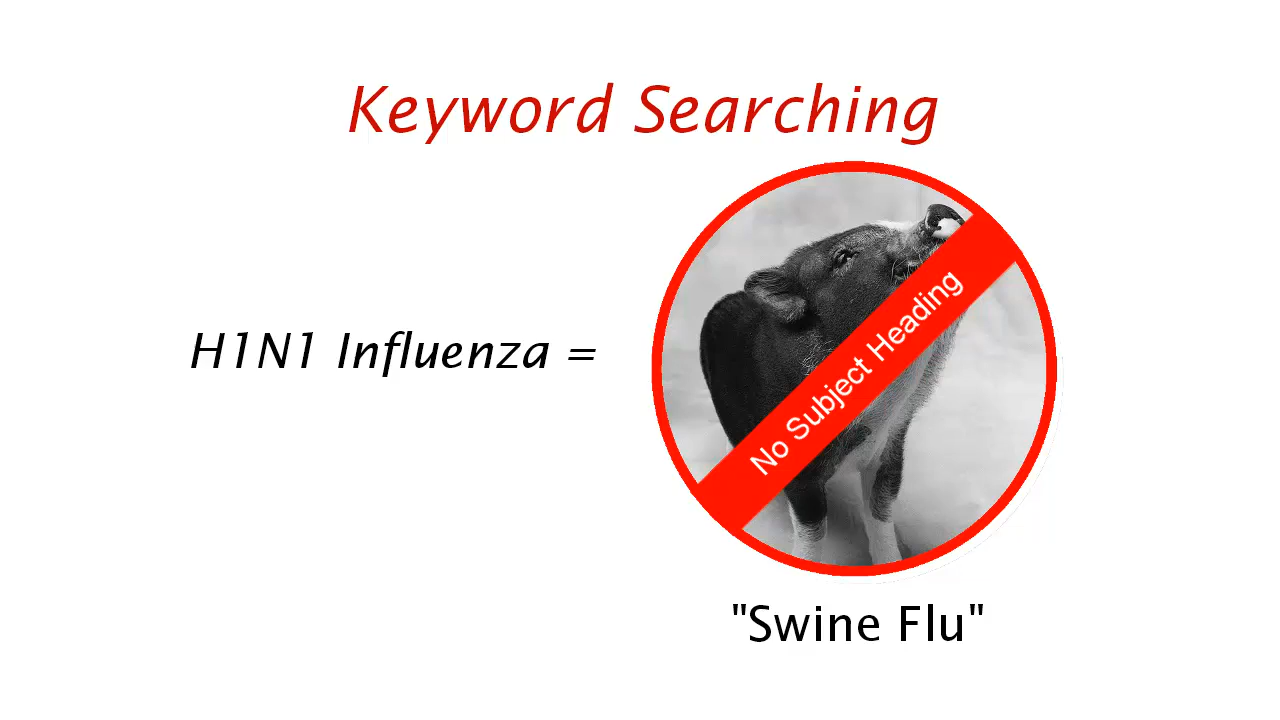 Keyword Searching
H1N1 Influenza =
No Subject Heading
"Swine Flu"